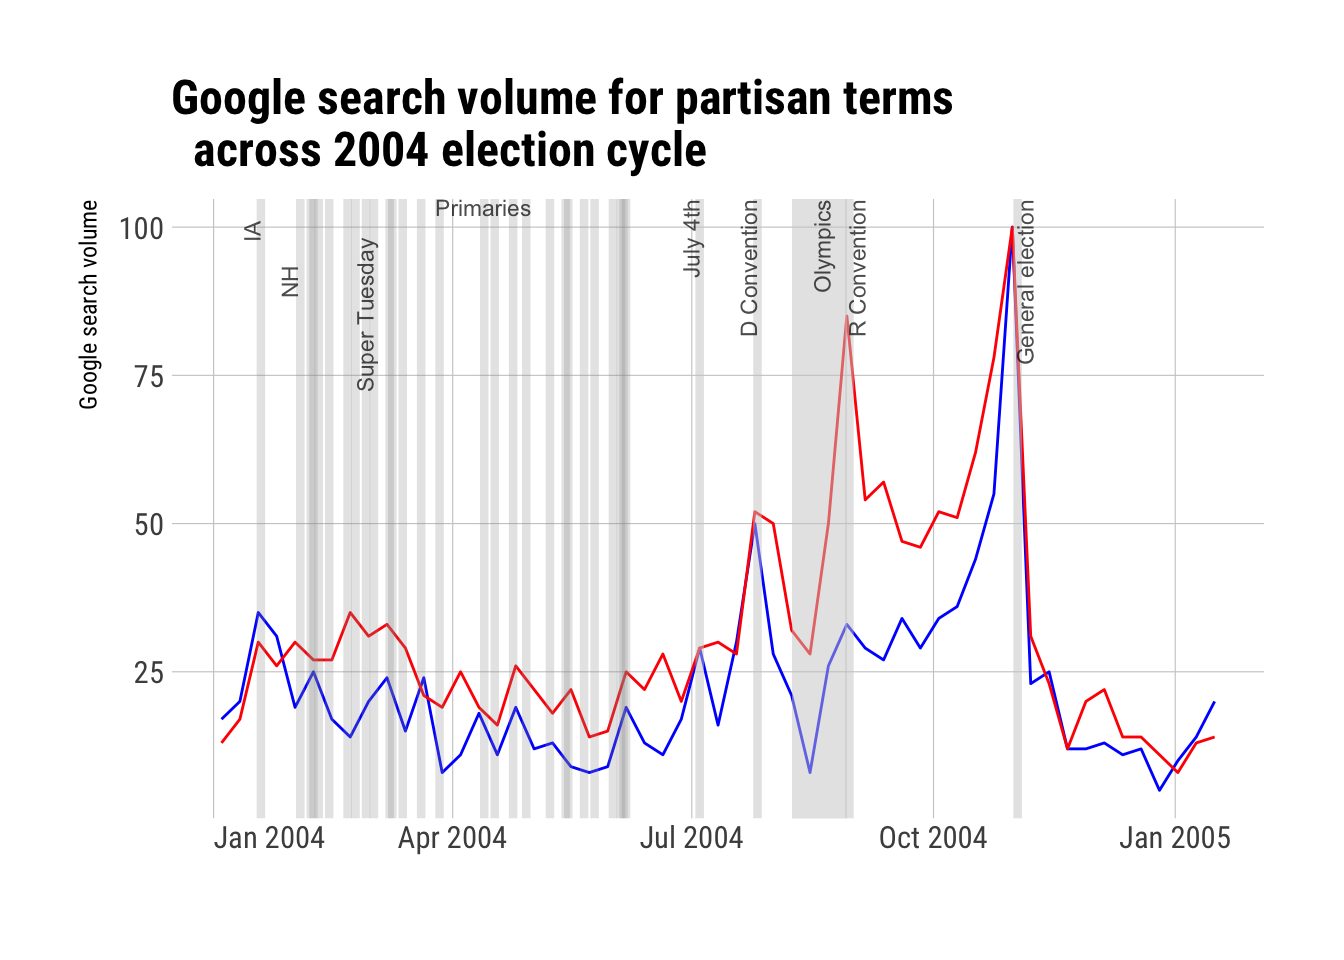 Google search volume for partisan terms
across 2004 election cycle
Google search volume
100
75
50
25
IA
NH
Super Tuesday
Primaries
July 4th
D Convention
Olympics
R Convention
General election
Jan 2004
Apr 2004
Jul 2004
Oct 2004
Jan 2005